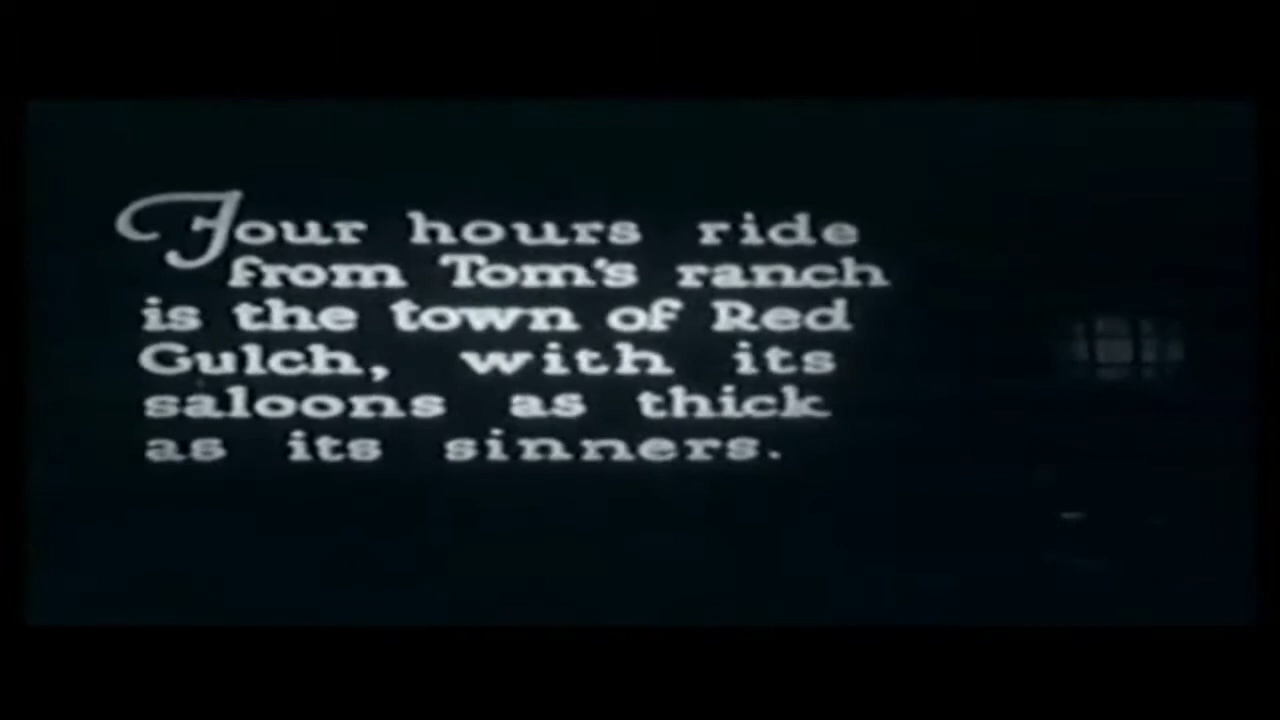 Four hours ride
from Tom's ranch
is the town of Red
Gulch, with its
saloons as thick
as its sinners.